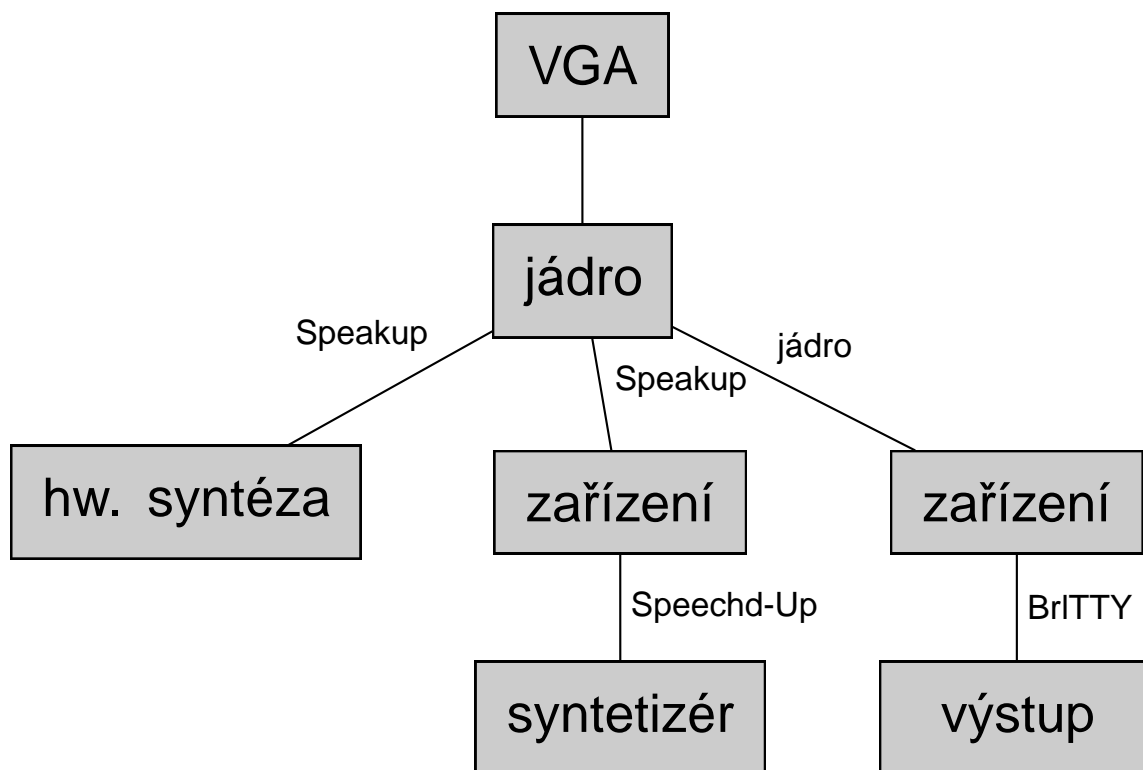 VGA
jádro
Speakup
Speakup
jádro
hw. syntéza
zařízení
zařízení
Speechd-Up
BrlTTY
syntetizér
výstup